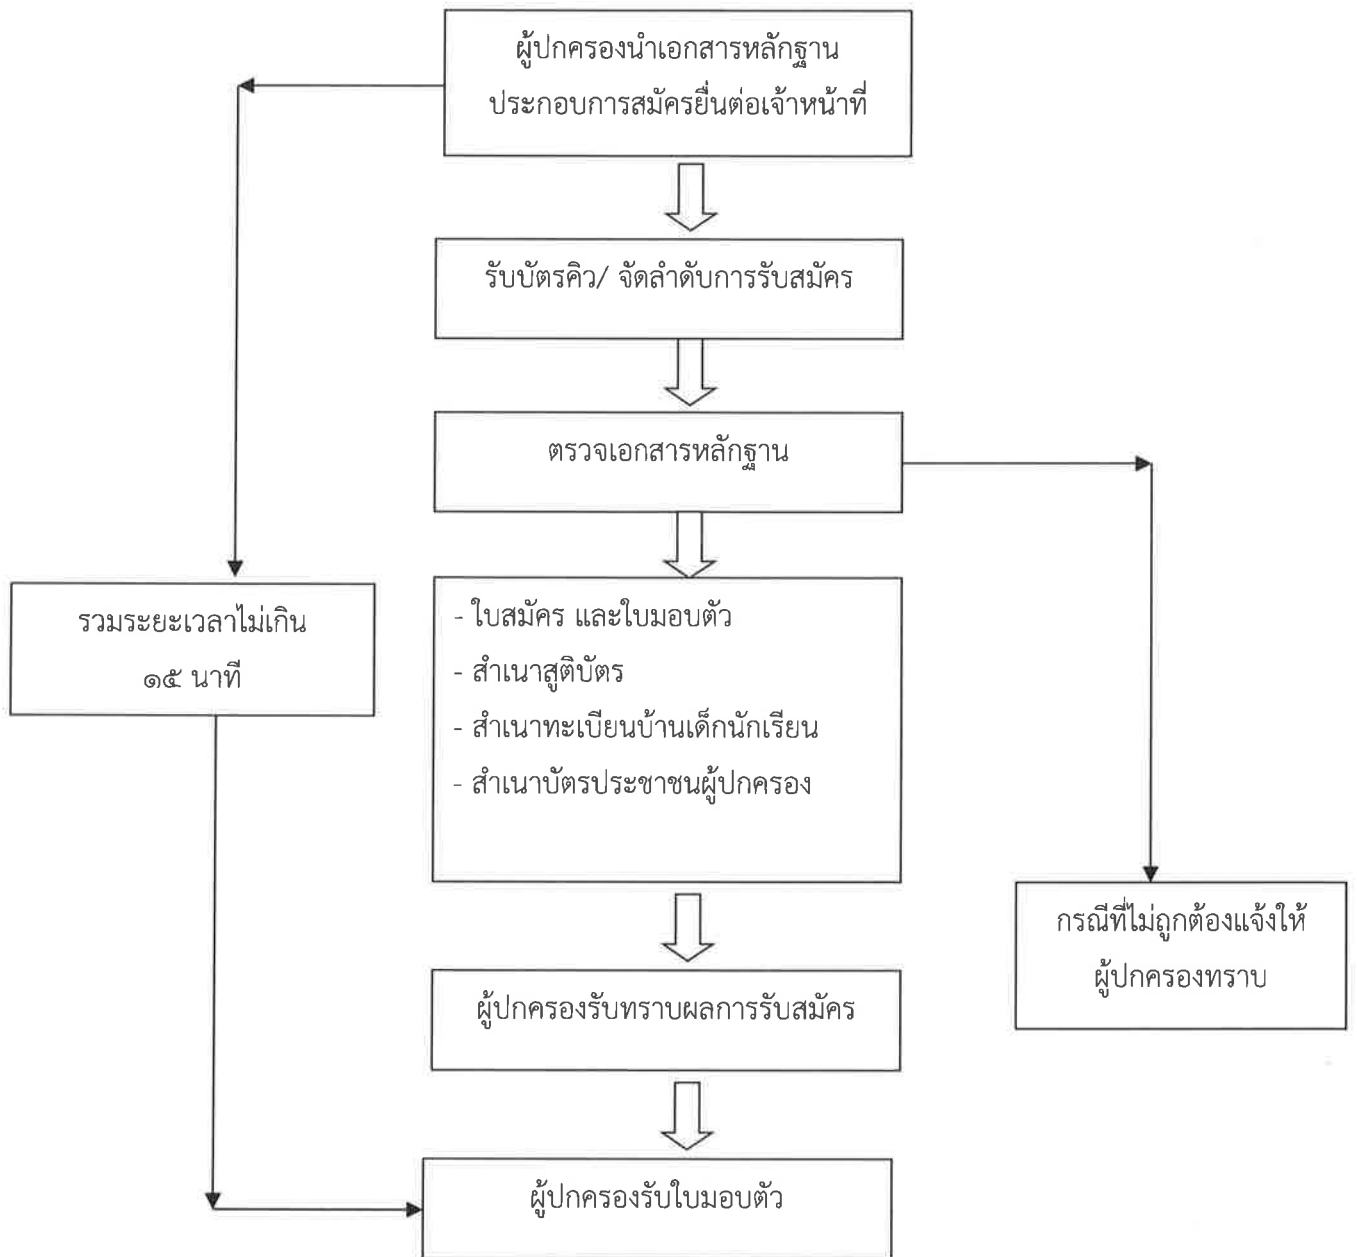 ผู้ปกครองนำเอกสารหลักฐาน
ประกอบการสมัครยื่นต่อเจ้าหน้าที่
รับบัตรคิว/ จัดลำดับการรับสมัคร
ตรวจเอกสารหลักฐาน
รวมระยะเวลาไม่เกิน
๑๕ นาที
- ใบสมัคร และใบมอบตัว
- สำเนาสูติบัตร
- สำเนาทะเบียนบ้านเด็กนักเรียน
- สำเนาบัตรประชาชนผู้ปกครอง
กรณีที่ไม่ถูกต้องแจ้งให้
ผู้ปกครองทราบ
ผู้ปกครองรับทราบผลการรับสมัคร
ผู้ปกครองรับใบมอบตัว